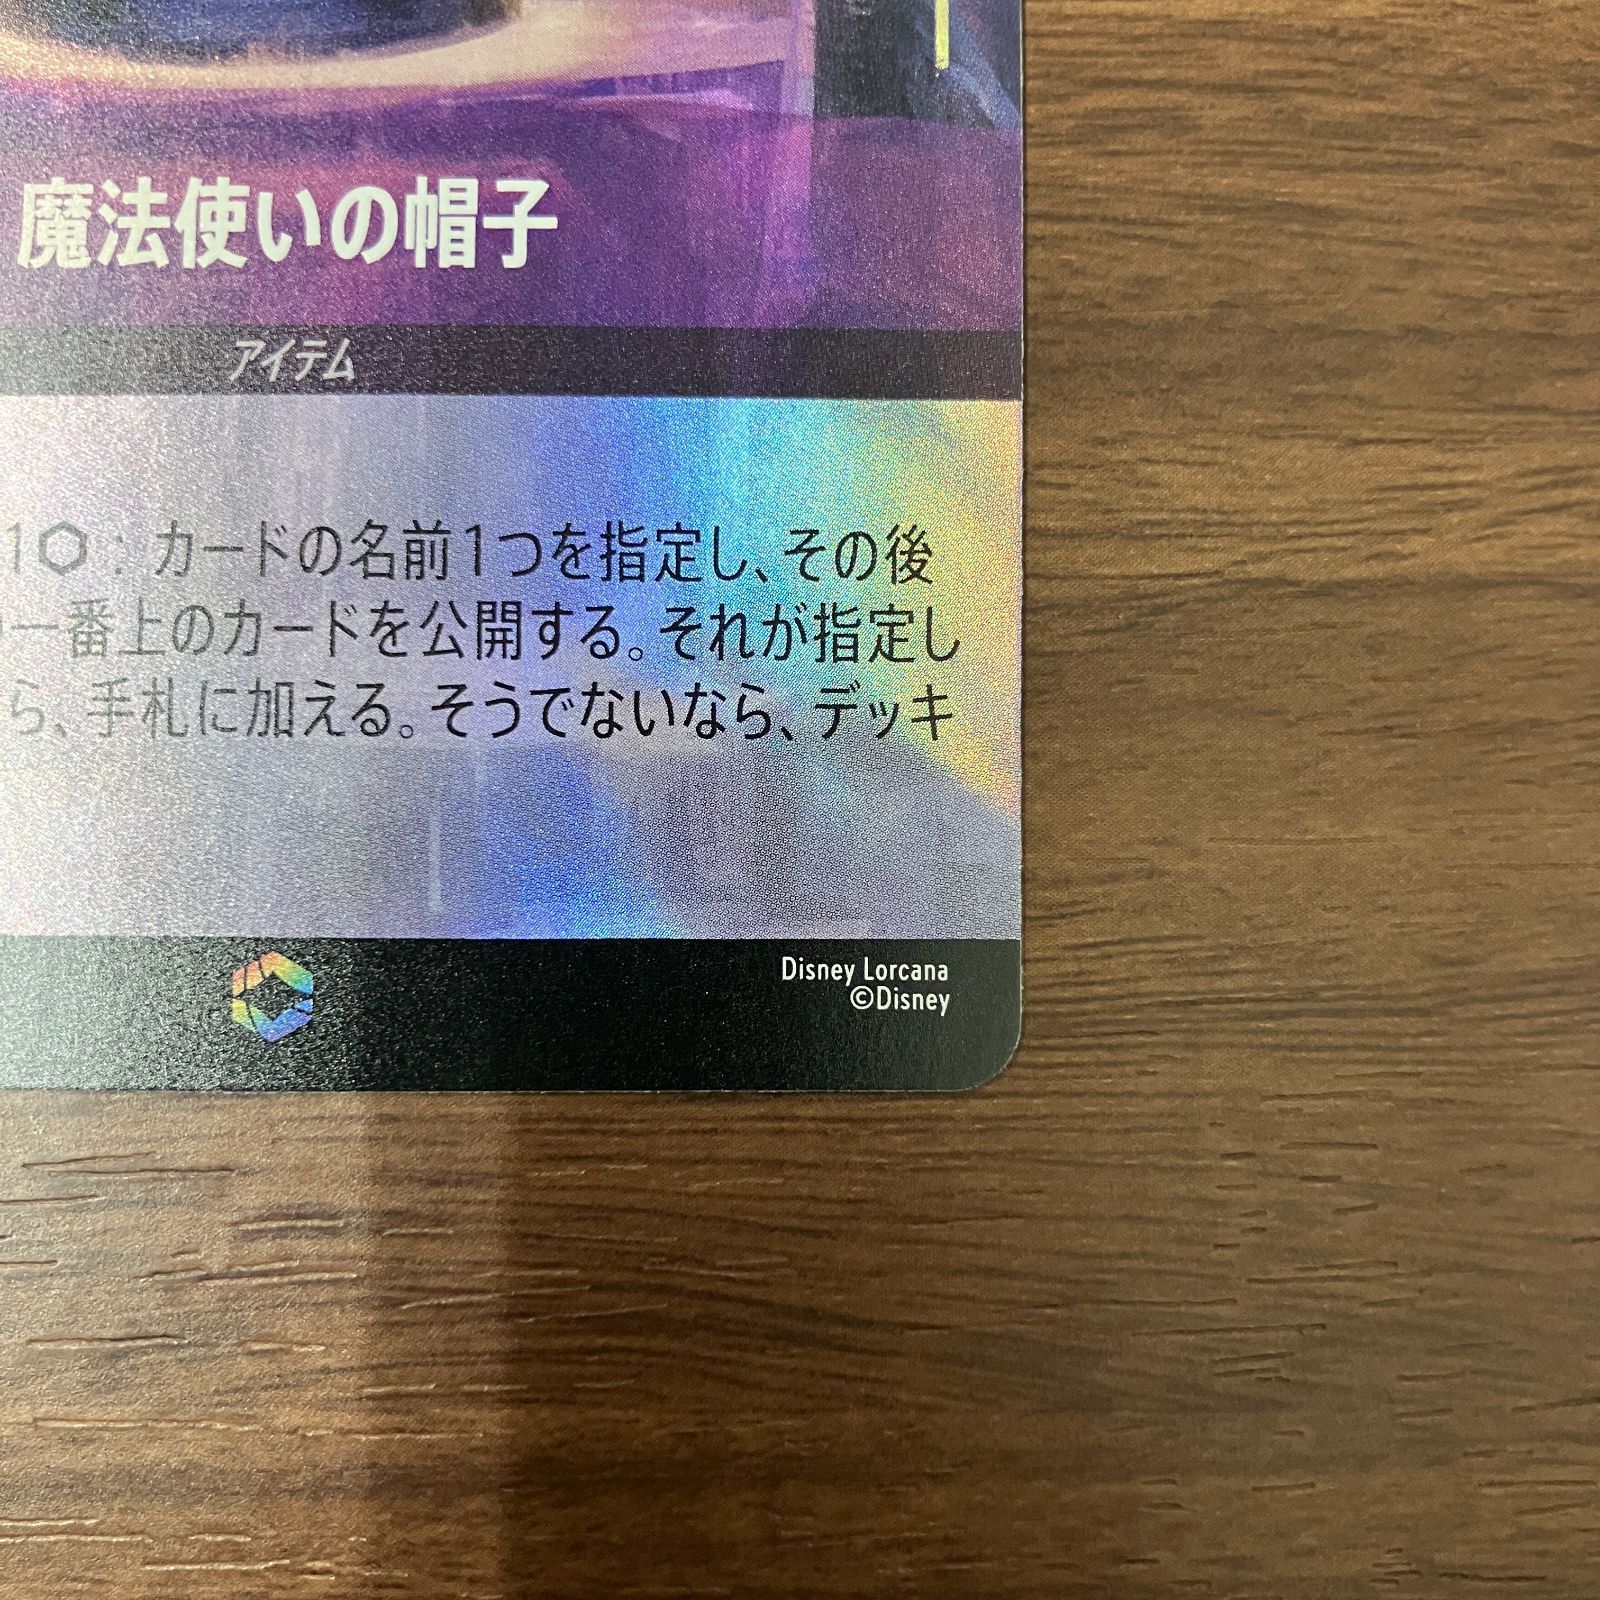 魔法使いの帽子
アイテム
1⬡ : カードの名前1つを指定し、その後
一番上のカードを公開する。それが指定し
ら、手札に加える。そうでないなら、デッキ
Disney Lorcana
©Disney